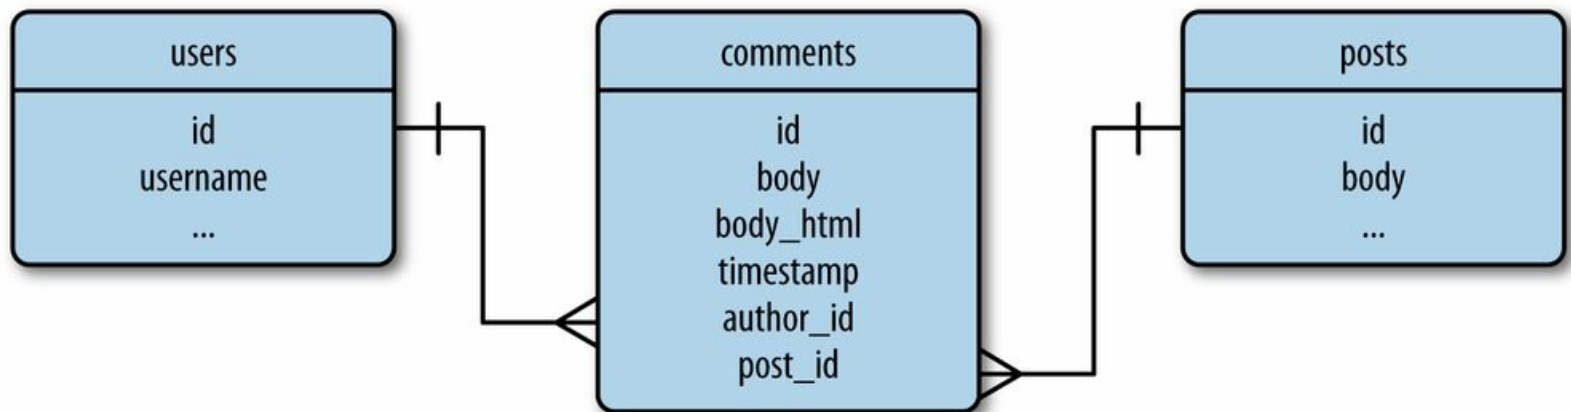 users
id
username
...
comments
id
body
body_html
timestamp
author_id
post_id
posts
id
body
...